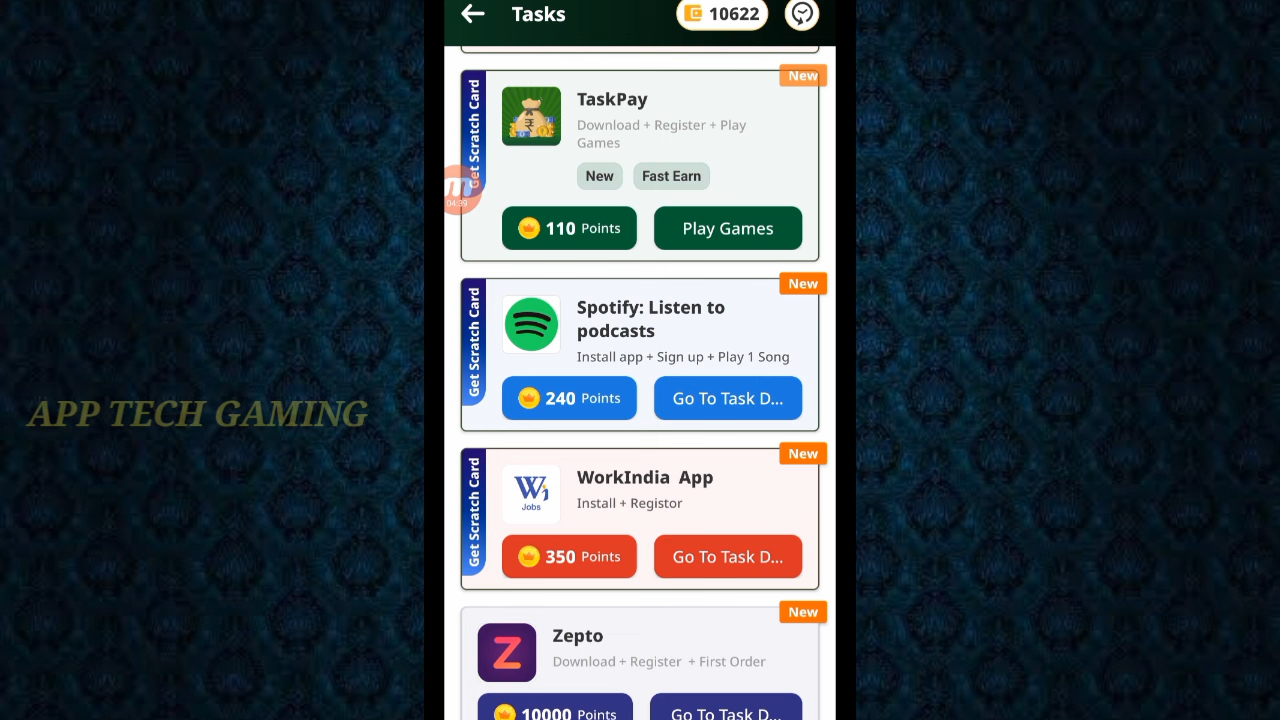 Tasks
10622
New
Get Scratch Card
TaskPay
Download + Register + Play
Games
New
Fast Earn
04:39
110 Points
Play Games
New
Get Scratch Card
Spotify: Listen to
podcasts
Install app + Sign up + Play 1 Song
240 Points
Go To Task D...
APP TECH GAMING
New
Get Scratch Card
WorkIndia App
Install + Registor
Jobs
350 Points
Go To Task D...
New
Zepto
Download + Register + First Order
10000 Points
Go To Task D...